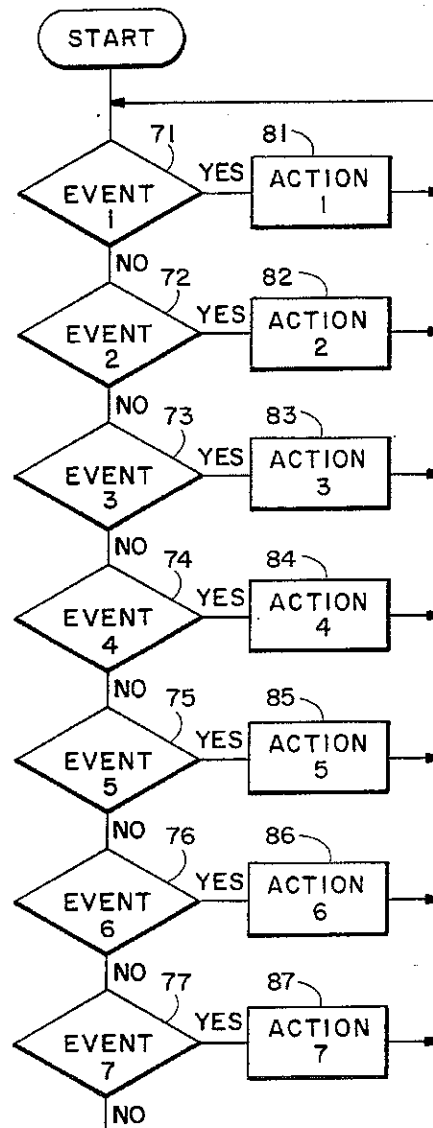 START
71
81
EVENT
1
YES
ACTION
1
NO
72
82
EVENT
2
YES
ACTION
2
NO
73
83
EVENT
3
YES
ACTION
3
NO
74
84
EVENT
4
YES
ACTION
4
NO
75
85
EVENT
5
YES
ACTION
5
NO
76
86
EVENT
6
YES
ACTION
6
NO
77
87
EVENT
7
YES
ACTION
7
NO